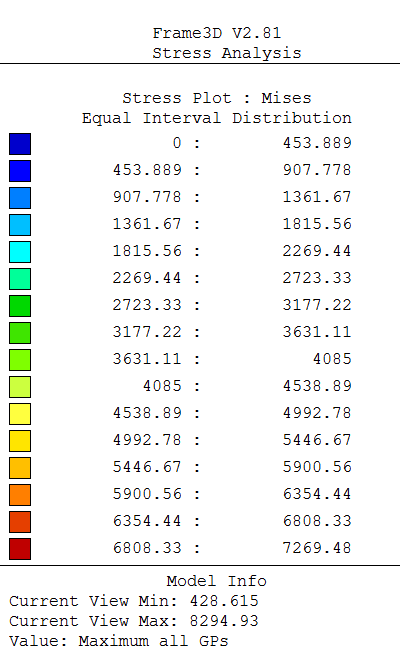 Frame3D V2.81
Stress Analysis
Stress Plot : Mises
Equal Interval Distribution
0 : 453.889
453.889 : 907.778
907.778 : 1361.67
1361.67 : 1815.56
1815.56 : 2269.44
2269.44 : 2723.33
2723.33 : 3177.22
3177.22 : 3631.11
3631.11 : 4085
4085 : 4538.89
4538.89 : 4992.78
4992.78 : 5446.67
5446.67 : 5900.56
5900.56 : 6354.44
6354.44 : 6808.33
6808.33 : 7269.48
Model Info
Current View Min: 428.615
Current View Max: 8294.93
Value: Maximum all GPs